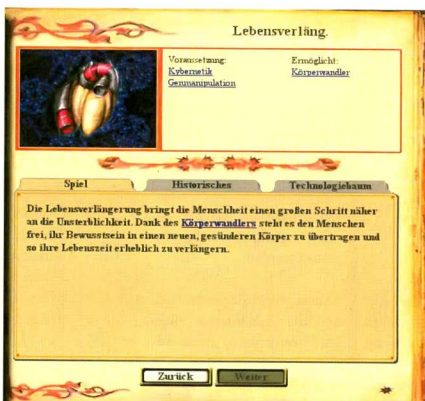 Lebensverläng.
Voraussetzung:
Kybernetik
Genmanipulation
Ermöglicht:
Körperwandler
Spiel
Historisches
Technologiebaum
Die Lebensverlängerung bringt die Menschheit einen großen Schritt näher
an die Unsterblichkeit. Dank des Körperwandlers steht es den Menschen
frei, ihr Bewusstsein in einen neuen, gesünderen Körper zu übertragen und
so ihre Lebenszeit erheblich zu verlängern.
Zurück
Weiter